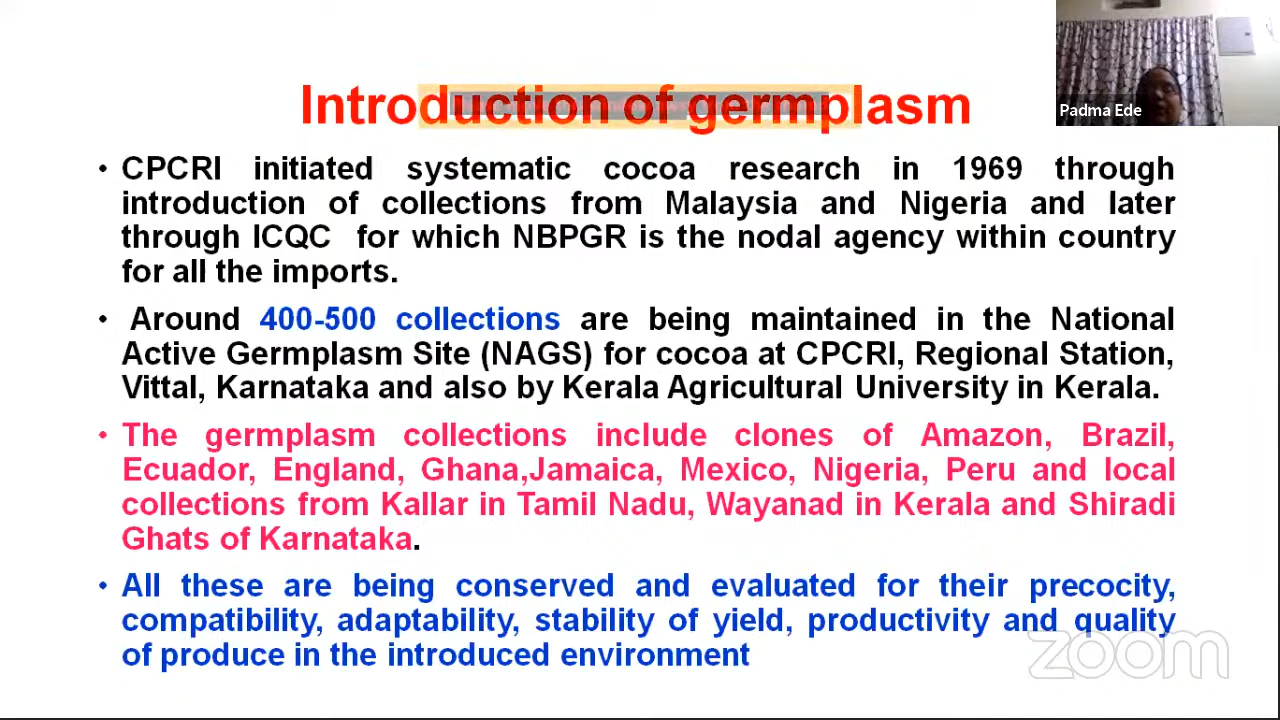 Introduction of germplasm
Padma Ede
• CPCRI initiated systematic cocoa research in 1969 through
introduction of collections from Malaysia and Nigeria and later
through ICQC for which NBPGR is the nodal agency within country
for all the imports.
• Around 400-500 collections are being maintained in the National
Active Germplasm Site (NAGS) for cocoa at CPCRI, Regional Station,
Vittal, Karnataka and also by Kerala Agricultural University in Kerala.
• The germplasm collections include clones of Amazon, Brazil,
Ecuador, England, Ghana,Jamaica, Mexico, Nigeria, Peru and local
collections from Kallar in Tamil Nadu, Wayanad in Kerala and Shiradi
Ghats of Karnataka.
• All these are being conserved and evaluated for their precocity,
compatibility, adaptability, stability of yield, productivity and quality
of produce in the introduced environment
zoom